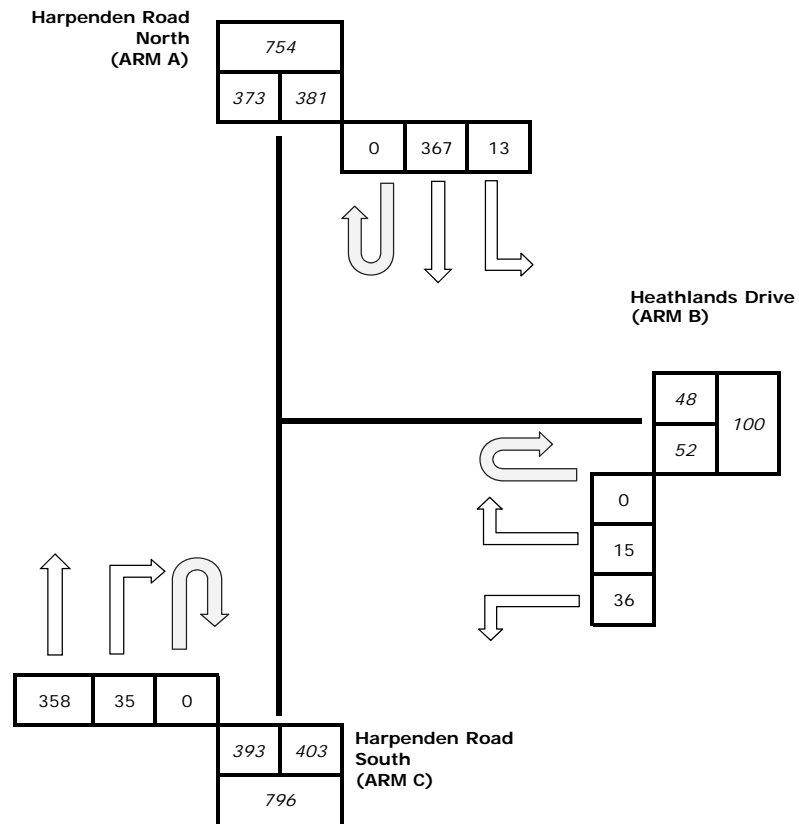 Harpenden Road
North
(ARM A)
754
373 381
0 367 13
Heathlands Drive
(ARM B)
48
100
52
0
15
36
358 35 0
393 403
796
Harpenden Road
South
(ARM C)